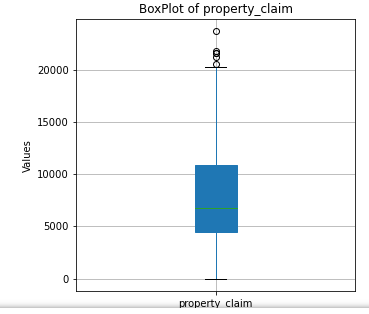 BoxPlot of property_claim
20000
15000
10000
5000
0
Values
property_claim